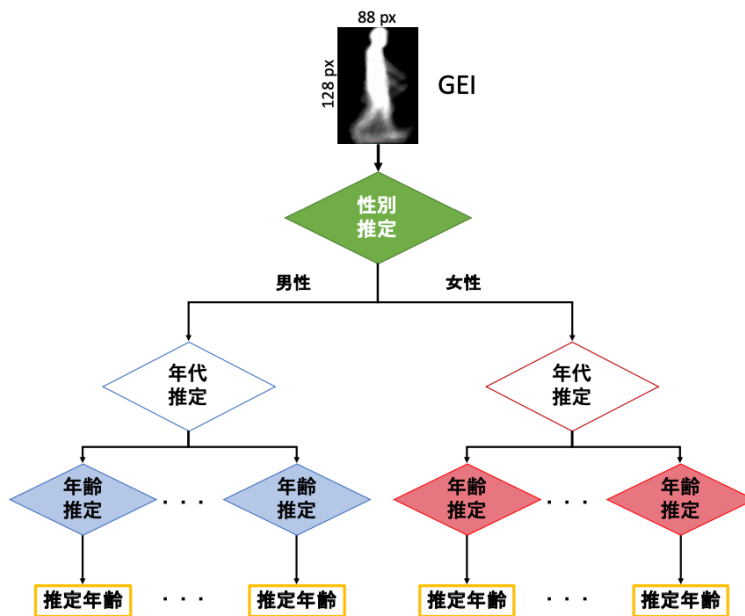 88 px
128 px
GEI
性別
推定
男性
女性
年代
推定
年代
推定
年齢
推定
・・・
年齢
推定
年齢
推定
・・・
年齢
推定
推定年齢
・・・
推定年齢
推定年齢
・・・
推定年齢